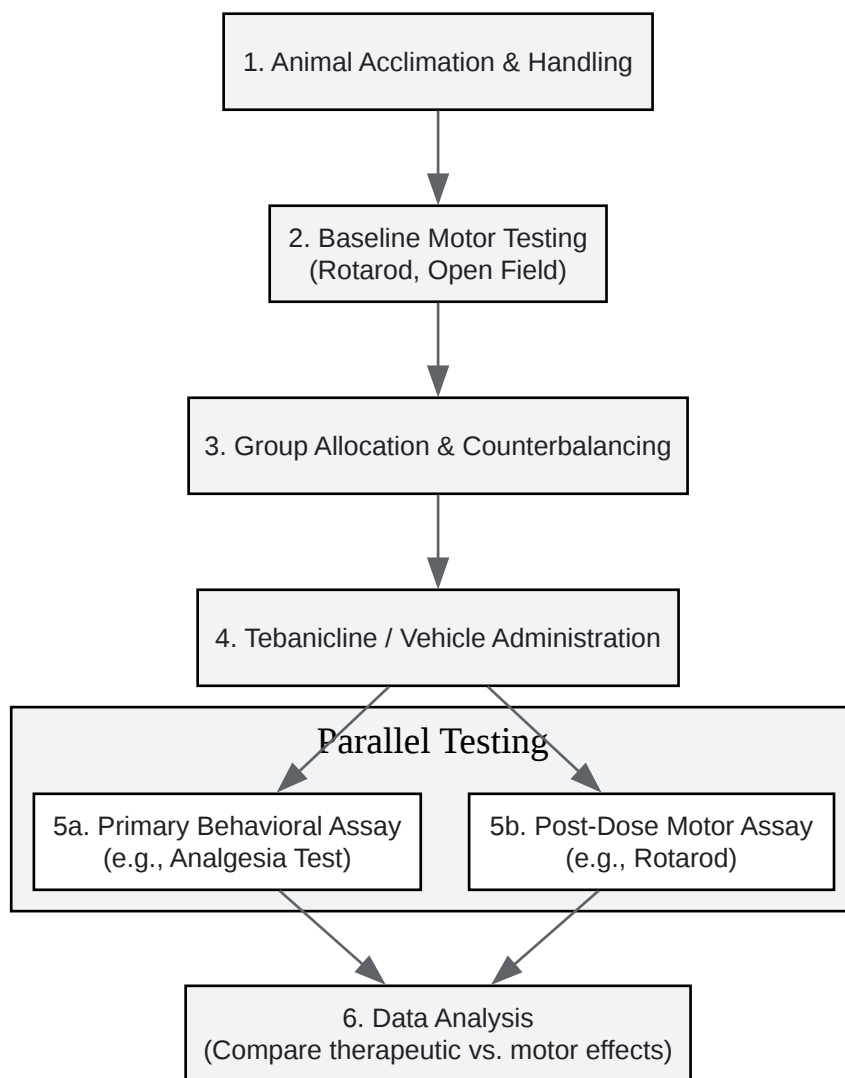 1. Animal Acclimation & Handling
2. Baseline Motor Testing
(Rotarod, Open Field)
3. Group Allocation & Counterbalancing
4. Tebanicline / Vehicle Administration
Parallel Testing
5a. Primary Behavioral Assay
(e.g., Analgesia Test)
5b. Post-Dose Motor Assay
(e.g., Rotarod)
6. Data Analysis
(Compare therapeutic vs. motor effects)